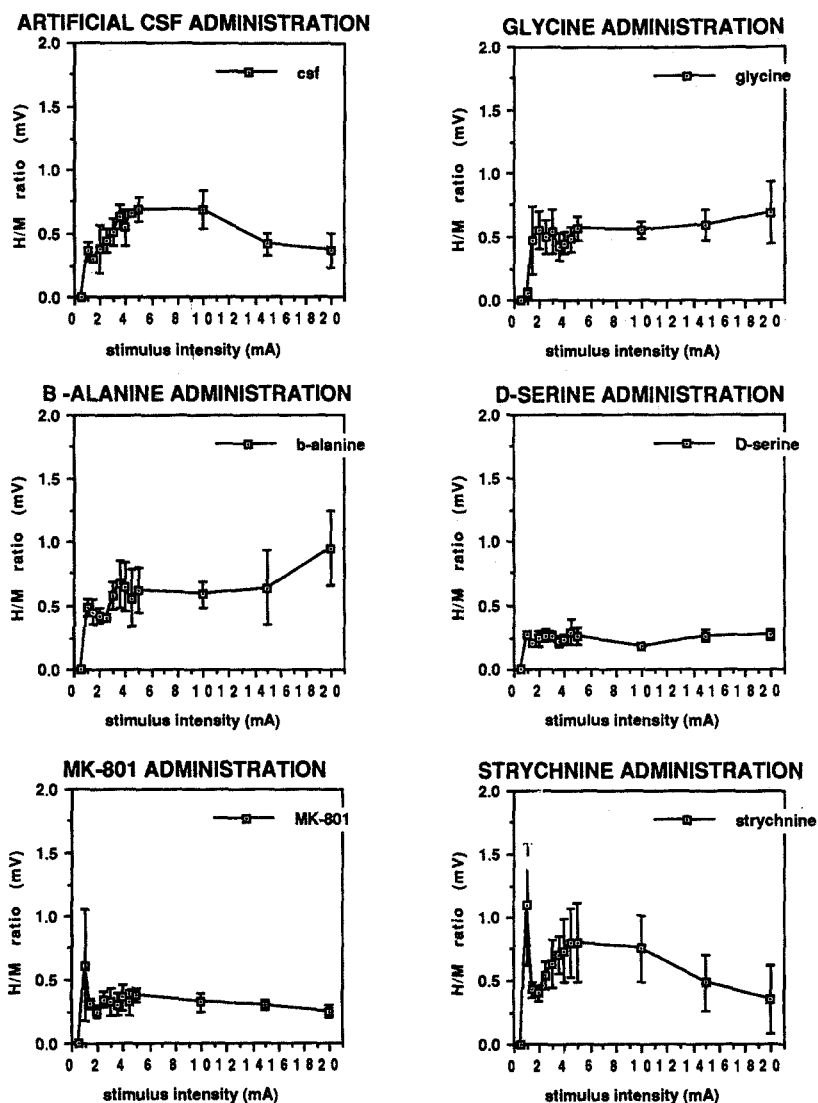 ARTIFICIAL CSF ADMINISTRATION
2.0
csf
1.5
1.0
0.5
0.0
H/M ratio (mV)
0 2 4 6 8 10 12 14 16 18 20
stimulus intensity (mA)
GLYCINE ADMINISTRATION
2.0
glycine
1.5
1.0
0.5
0.0
H/M ratio (mV)
0 2 4 6 8 10 12 14 16 18 20
stimulus intensity (mA)
B -ALANINE ADMINISTRATION
2.0
b-alanine
1.5
1.0
0.5
0.0
H/M ratio (mV)
0 2 4 6 8 10 12 14 16 18 20
stimulus intensity (mA)
D-SERINE ADMINISTRATION
2.0
D-serine
1.5
1.0
0.5
0.0
H/M ratio (mV)
0 2 4 6 8 10 12 14 16 18 20
stimulus intensity (mA)
MK-801 ADMINISTRATION
2.0
MK-801
1.5
1.0
0.5
0.0
H/M ratio (mV)
0 2 4 6 8 10 12 14 16 18 20
stimulus intensity (mA)
STRYCHNINE ADMINISTRATION
2.0
strychnine
1.5
1.0
0.5
0.0
H/M ratio (mV)
0 2 4 6 8 10 12 14 16 18 20
stimulus intensity (mA)